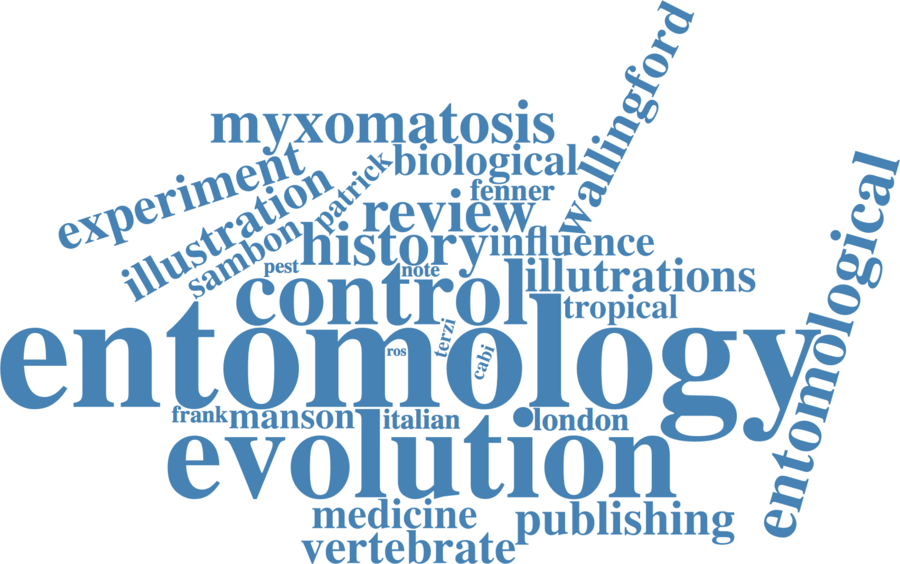 wallingford
myxomatosis
biological
experiment
patrick
fenner
illustration
review
sambon
history
influence
pest
note
control
illutrations
tropical
entomological
entomology
terzi
ros
cabi
frank
manson
italian
london
evolution
medicine
publishing
vertebrate